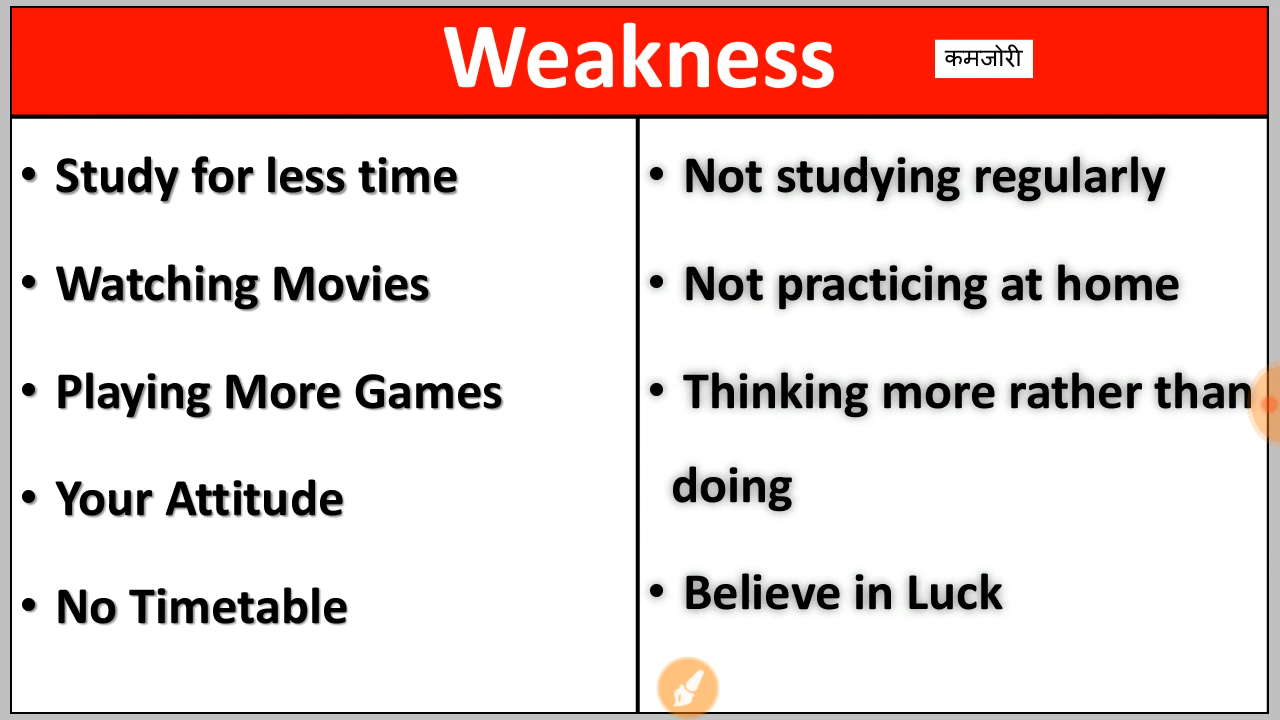 Weakness
कमजोरी
• Study for less time
• Watching Movies
• Playing More Games
• Your Attitude
• No Timetable
• Not studying regularly
• Not practicing at home
• Thinking more rather than
doing
• Believe in Luck